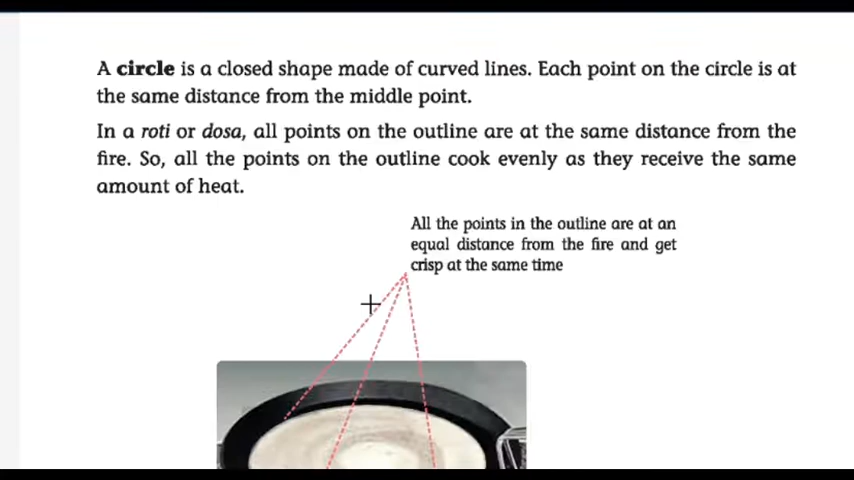 A circle is a closed shape made of curved lines. Each point on the circle is at
the same distance from the middle point.
In a roti or dosa, all points on the outline are at the same distance from the
fire. So, all the points on the outline cook evenly as they receive the same
amount of heat.
All the points in the outline are at an
equal distance from the fire and get
crisp at the same time